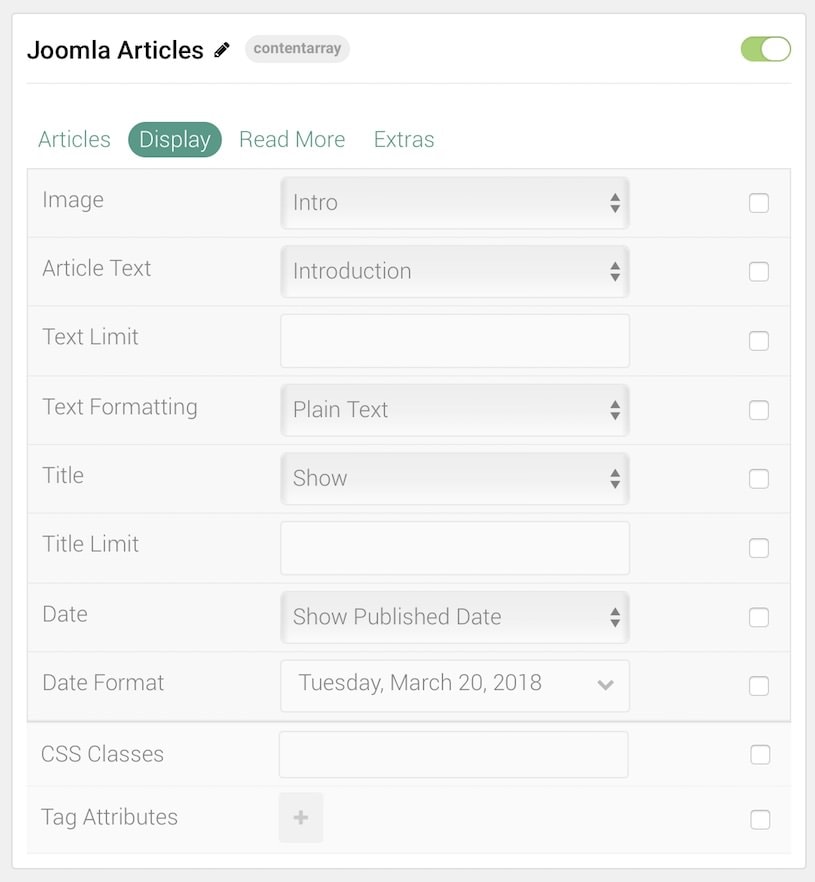 Joomla Articles contentarray
Articles Display Read More Extras
Image Intro
Article Text Introduction
Text Limit
Text Formatting Plain Text
Title Show
Title Limit
Date Show Published Date
Date Format Tuesday, March 20, 2018
CSS Classes
Tag Attributes +